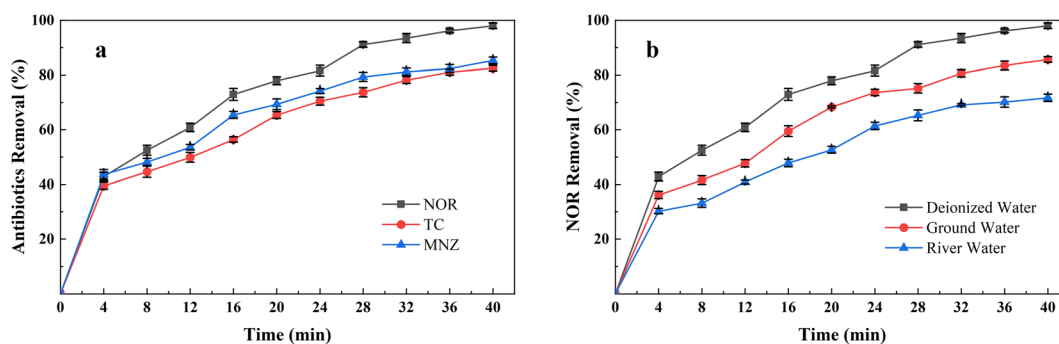 a
Antibiotics Removal (%)
100
80
60
40
20
0 4 8 12 16 20 24 28 32 36 40
Time (min)
NOR
TC
MNZ
b
NOR Removal (%)
100
80
60
40
20
0 4 8 12 16 20 24 28 32 36 40
Time (min)
Deionized Water
Ground Water
River Water